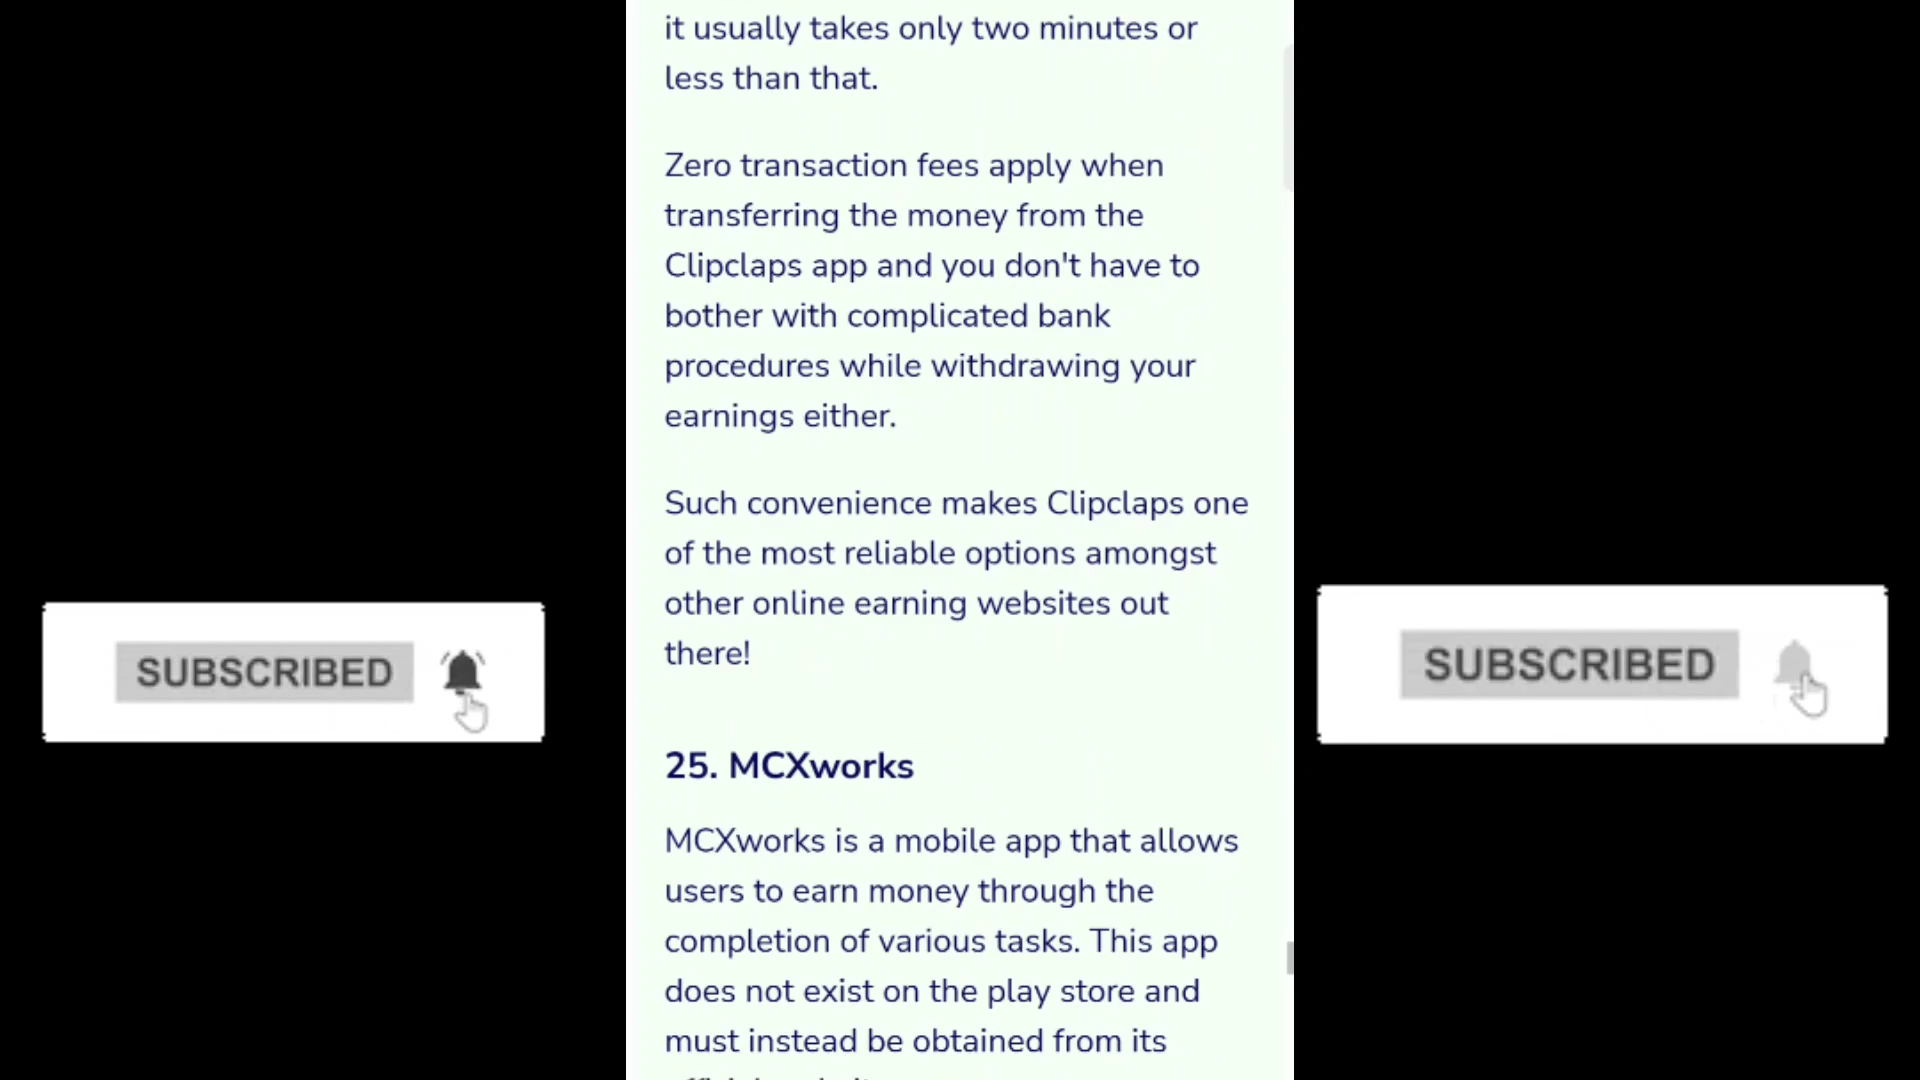 it usually takes only two minutes or
less than that.
Zero transaction fees apply when
transferring the money from the
Clipclaps app and you don't have to
bother with complicated bank
procedures while withdrawing your
earnings either.
Such convenience makes Clipclaps one
of the most reliable options amongst
other online earning websites out
there!
SUBSCRIBED
SUBSCRIBED
25. MCXworks
MCXworks is a mobile app that allows
users to earn money through the
completion of various tasks. This app
does not exist on the play store and
must instead be obtained from its